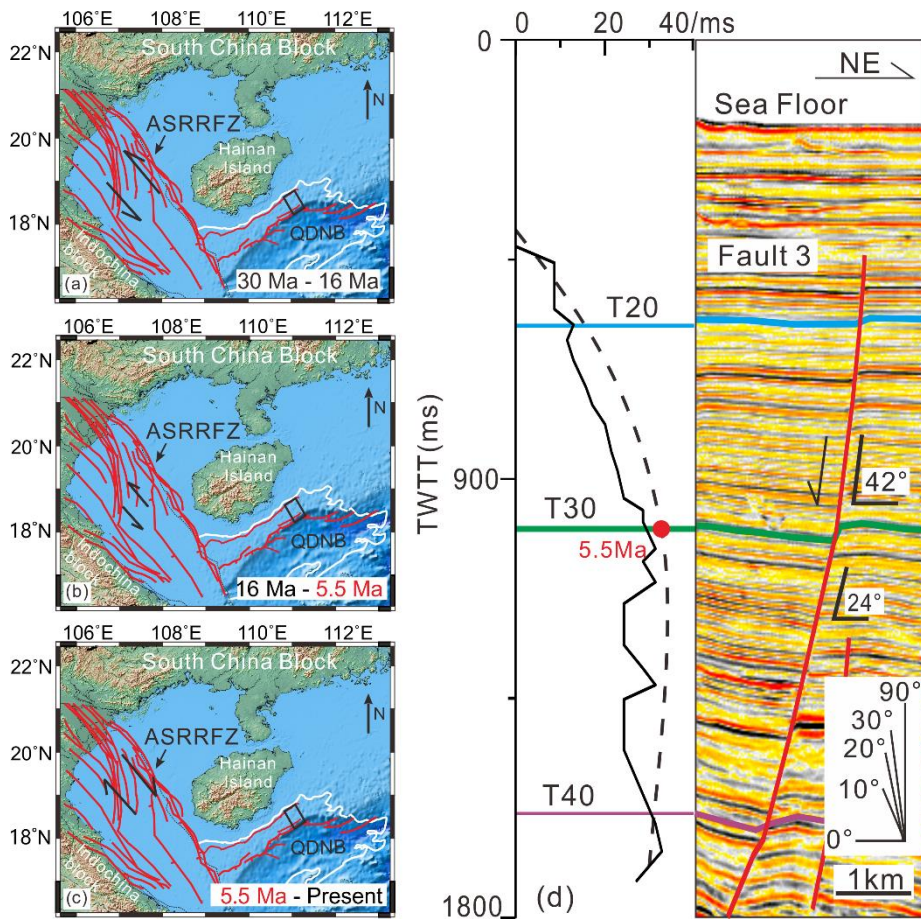 106°E 108°E 110°E 112°E
22°N
20°N
18°N
South China Block
N
ASRRFZ
Hainan
Island
QDNB
Indochina
block
(a)
30 Ma - 16 Ma
22°N
20°N
18°N
South China Block
N
ASRRFZ
Hainan
Island
QDNB
Indochina
block
(b)
16 Ma - 5.5 Ma
106°E 108°E 110°E 112°E
22°N
20°N
18°N
South China Block
N
ASRRFZ
Hainan
Island
QDNB
Indochina
block
(c)
5.5 Ma - Present
106°E 108°E 110°E 112°E
0 20 40/ms
0
900
1800
TWTT(ms)
T20
T30
5.5Ma
T40
(d)
NE
Sea Floor
Fault 3
42°
24°
90°
30°
20°
10°
0°
1km